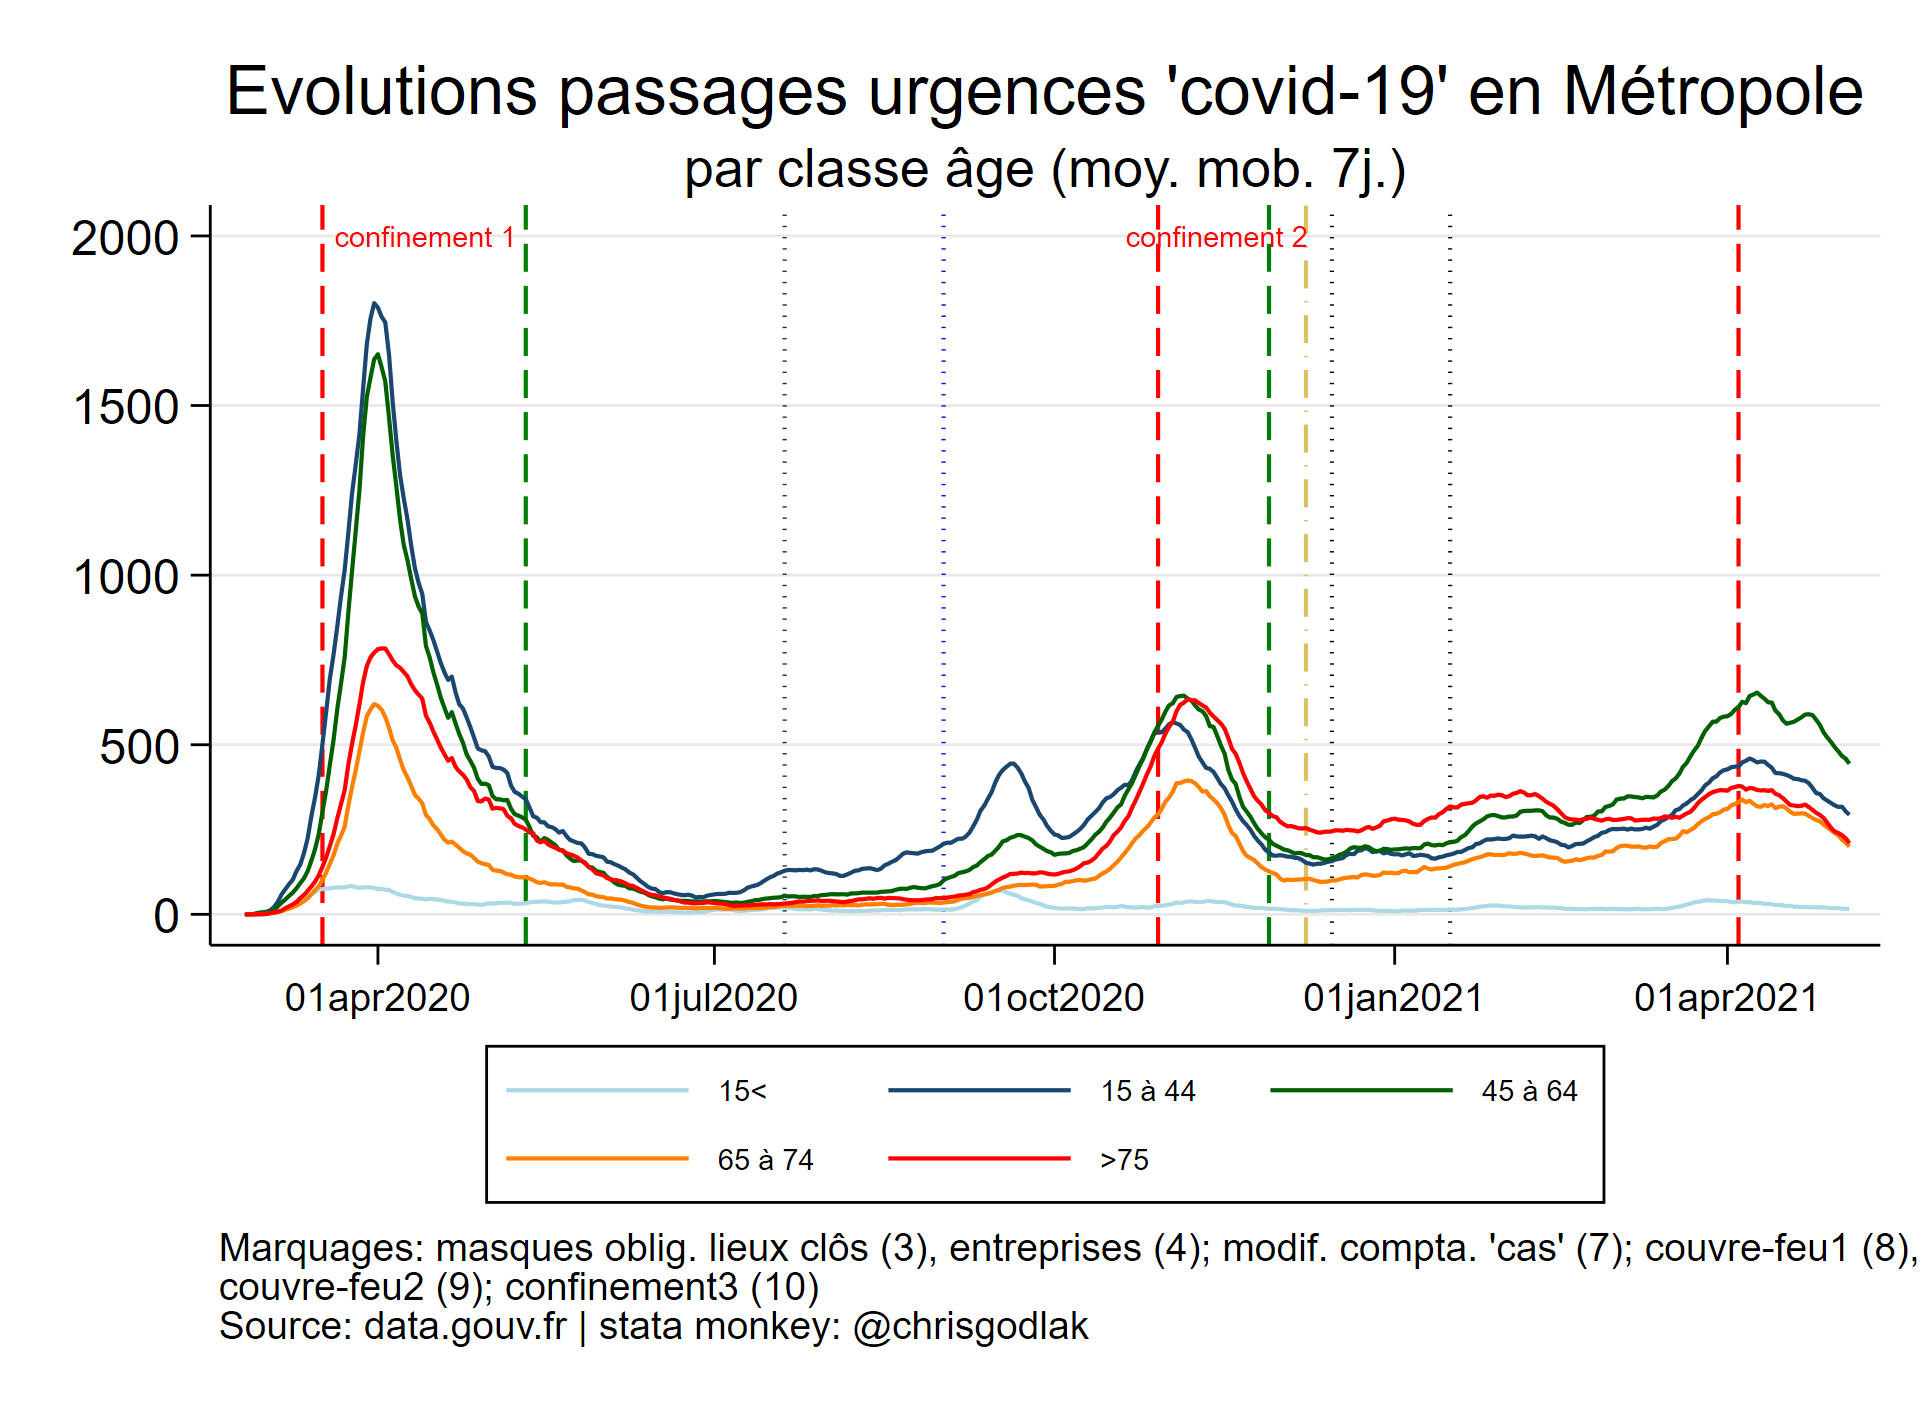 Evolutions passages urgences 'covid-19' en Métropole
par classe âge (moy. mob. 7j.)
confinement 1
confinement 2
2000
1500
1000
500
0
01apr2020 01jul2020 01oct2020 01jan2021 01apr2021
15< 15 à 44 45 à 64
65 à 74 >75
Marquages: masques oblig. lieux clôs (3), entreprises (4); modif. compta. 'cas' (7); couvre-feu1 (8),
couvre-feu2 (9); confinement3 (10)
Source: data.gouv.fr | stata monkey: @chrisgodlak